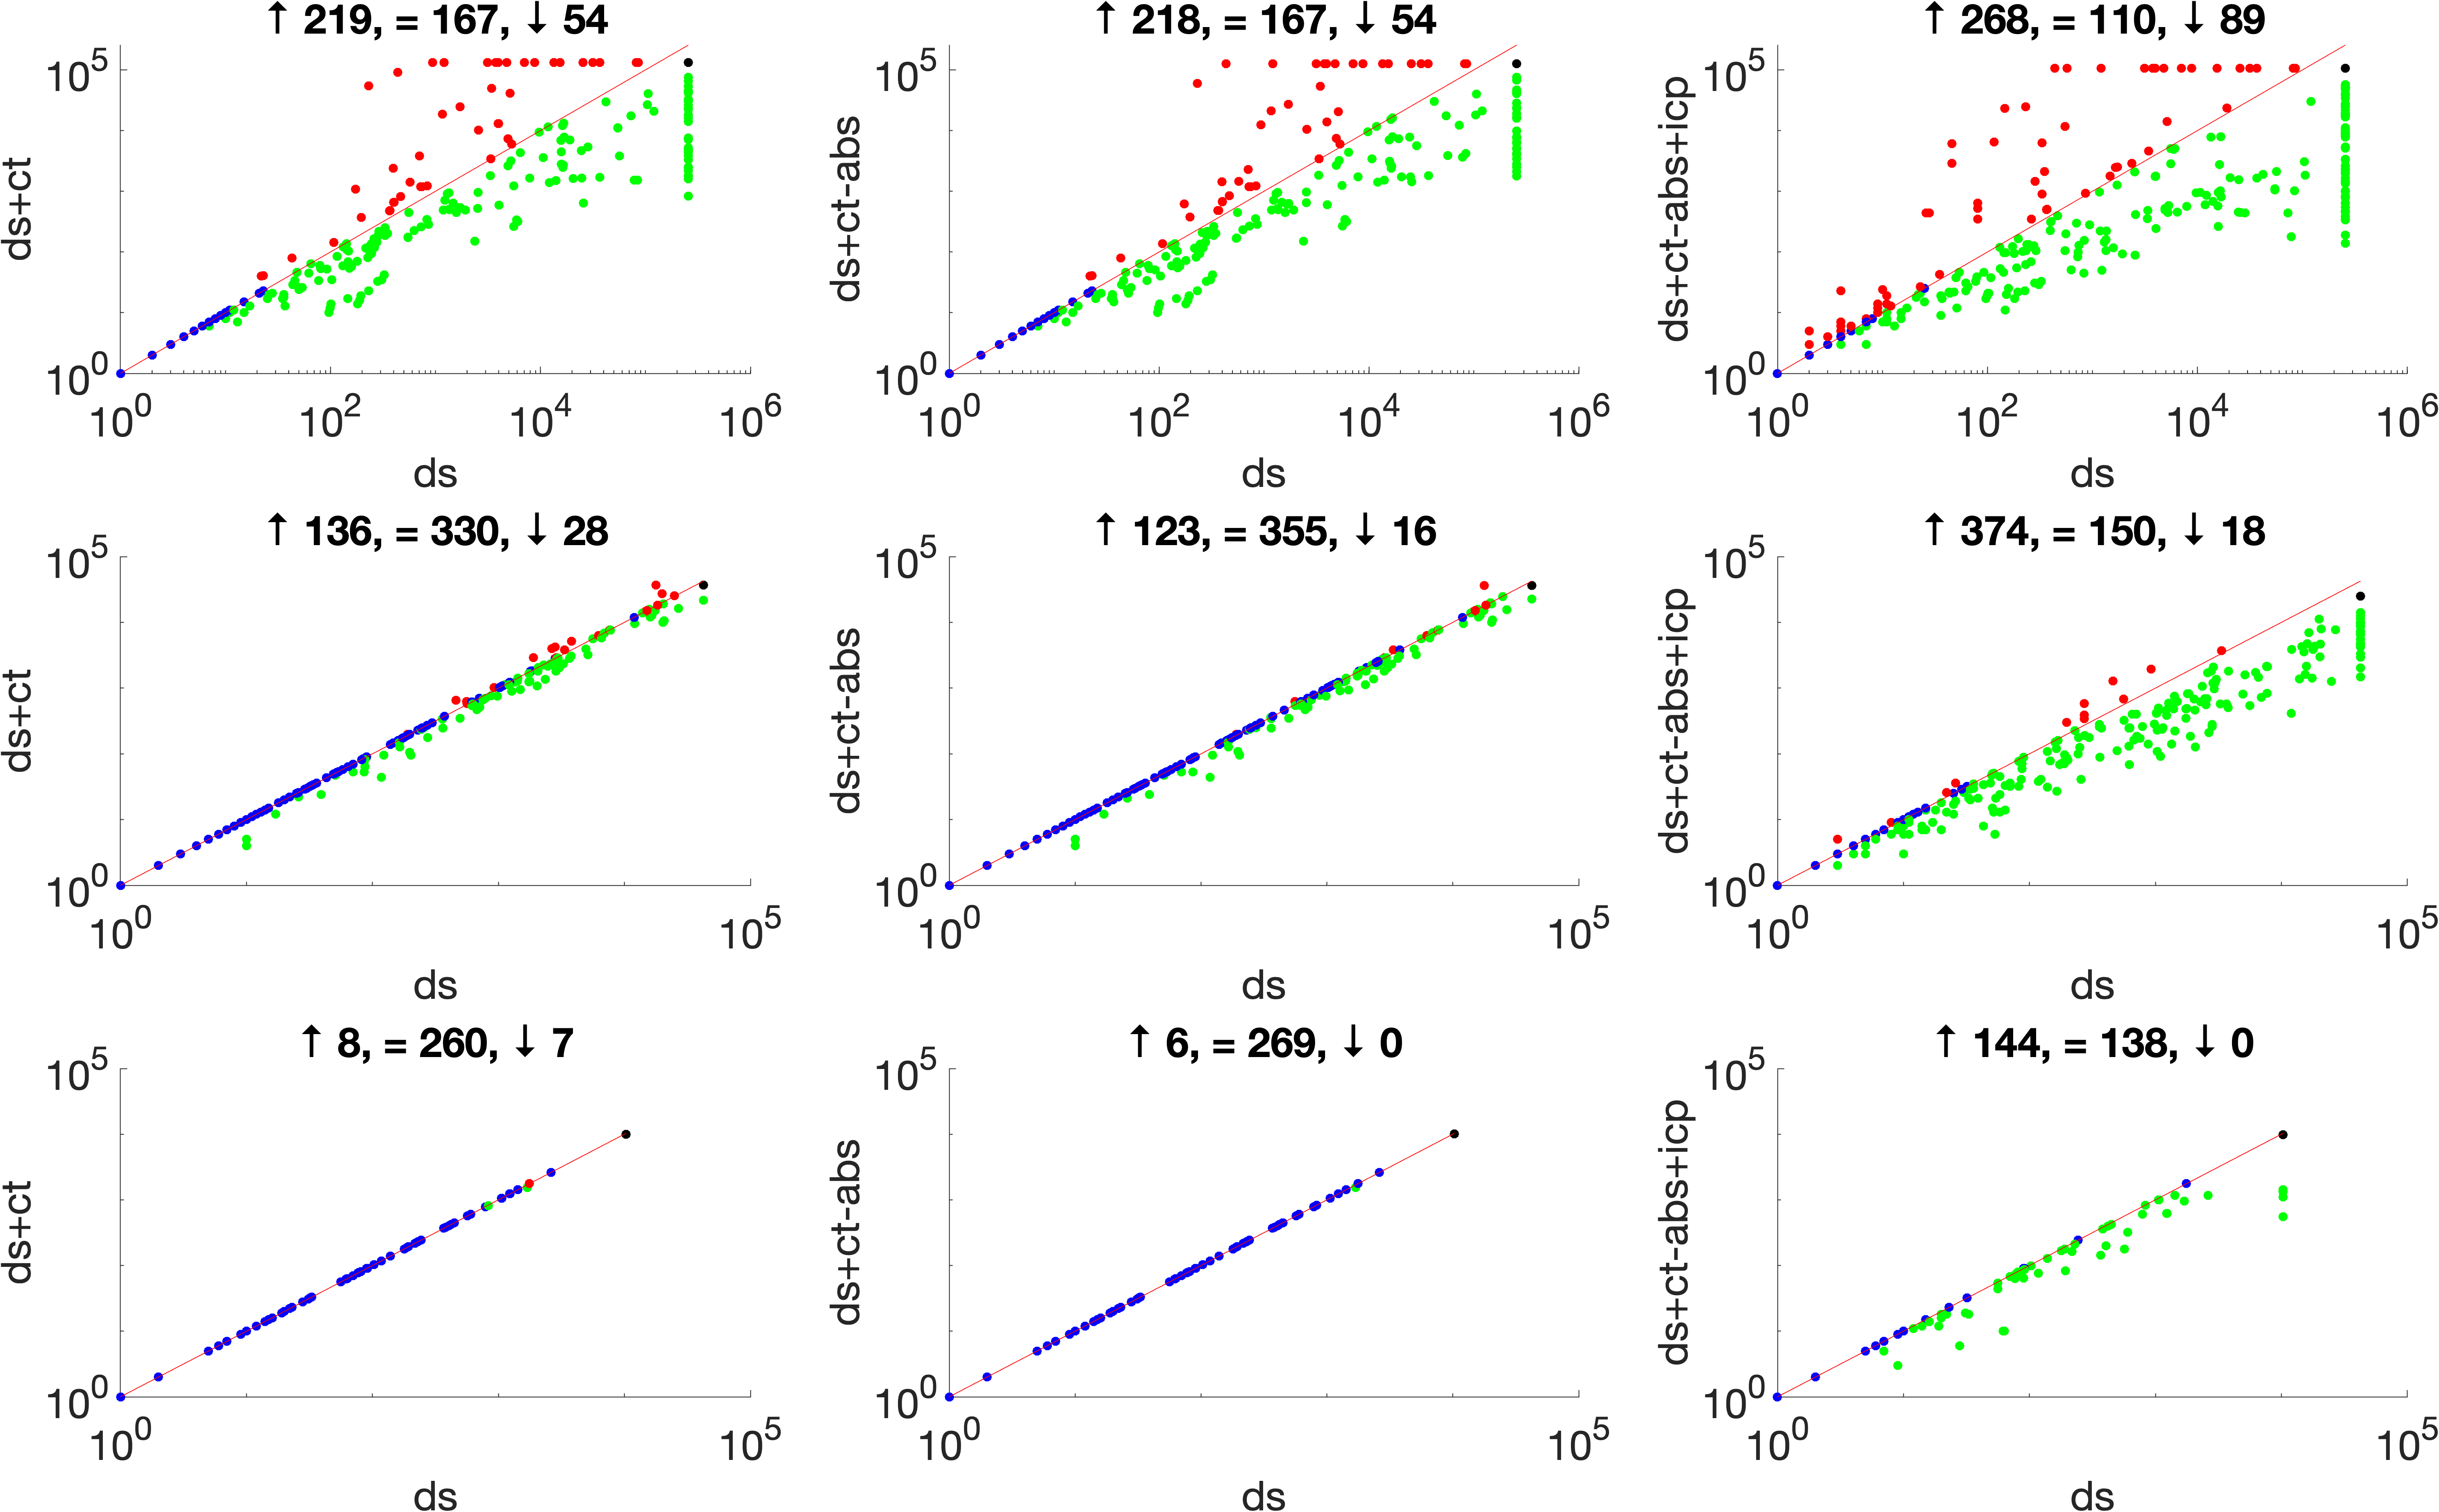 ↑ 219, = 167, ↓ 54
10^5
ds+ct
10^0
10^0 10^2 10^4 10^6
ds
↑ 218, = 167, ↓ 54
10^5
ds+ct-abs
10^0
10^0 10^2 10^4 10^6
ds
↑ 268, = 110, ↓ 89
10^5
ds+ct-abs+icp
10^0
10^0 10^2 10^4 10^6
ds
↑ 136, = 330, ↓ 28
10^5
ds+ct
10^0
10^0 10^5
ds
↑ 123, = 355, ↓ 16
10^5
ds+ct-abs
10^0
10^0 10^5
ds
↑ 374, = 150, ↓ 18
10^5
ds+ct-abs+icp
10^0
10^0 10^5
ds
↑ 8, = 260, ↓ 7
10^5
ds+ct
10^0
10^0 10^5
ds
↑ 6, = 269, ↓ 0
10^5
ds+ct-abs
10^0
10^0 10^5
ds
↑ 144, = 138, ↓ 0
10^5
ds+ct-abs+icp
10^0
10^0 10^5
ds